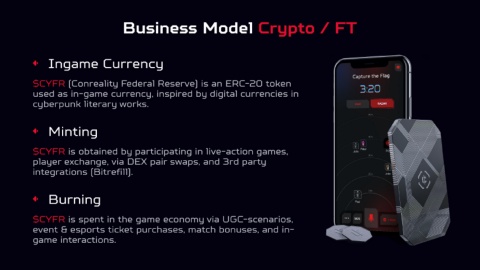 Business Model Crypto / FT
Ingame Currency
$CYFR [Conreality Federal Reserve] is an ERC-20 token
used as in-game currency, inspired by digital currencies in
cyberpunk literary works.
Minting
$CYFR is obtained by participating in live-action games,
player exchange, via DEX pair swaps, and 3rd party
integrations [Bitrefill].
Burning
$CYFR is spent in the game economy via UGC-scenarios,
event & esports ticket purchases, match bonuses, and in-
game interactions.
Capture the Flag
3:20